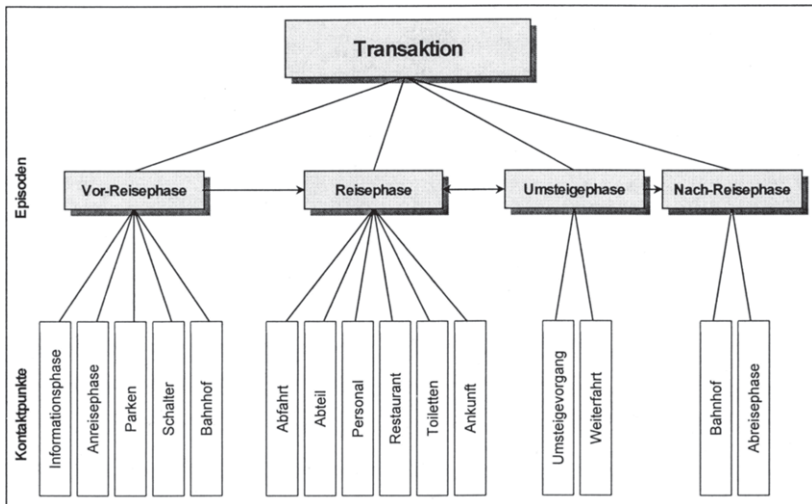 Transaktion
Episoden
Vor-Reisephase
Reisephase
Umsteigephase
Nach-Reisephase
Kontaktpunkte
Informationsphase
Anreisephase
Parken
Schalter
Bahnhof
Abfahrt
Abteil
Personal
Restaurant
Toiletten
Ankunft
Umsteigevorgang
Weiterfahrt
Bahnhof
Abreisephase